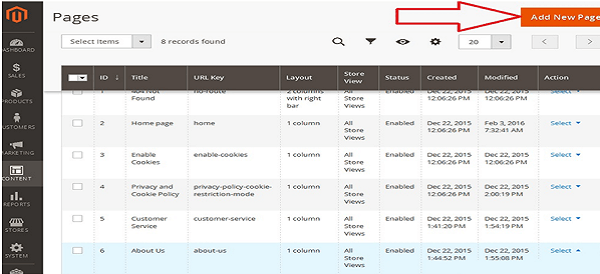 Pages
Add New Page
Select Items
8 records found
20
DASHBOARD
SALES
PRODUCTS
CUSTOMERS
MARKETING
CONTENT
REPORTS
STORES
SYSTEM
ID ↓ Title URL Key Layout Store View Status Created Modified Action
1 404 Not Found no-route 2 columns with right bar All Store Views Enabled Dec 22, 2015 12:06:26 PM Dec 22, 2015 12:06:26 PM Select
2 Home page home 1 column All Store Views Enabled Dec 22, 2015 12:06:26 PM Feb 3, 2016 7:32:41 AM Select
3 Enable Cookies enable-cookies 1 column All Store Views Enabled Dec 22, 2015 12:06:26 PM Dec 22, 2015 12:06:26 PM Select
4 Privacy and Cookie Policy privacy-policy-cookie-restriction-mode 1 column All Store Views Enabled Dec 22, 2015 12:06:26 PM Dec 22, 2015 2:00:19 PM Select
5 Customer Service customer-service 1 column All Store Views Enabled Dec 22, 2015 1:41:20 PM Dec 22, 2015 1:54:19 PM Select
6 About Us about-us 1 column All Store Views Enabled Dec 22, 2015 1:44:52 PM Dec 22, 2015 1:55:08 PM Select